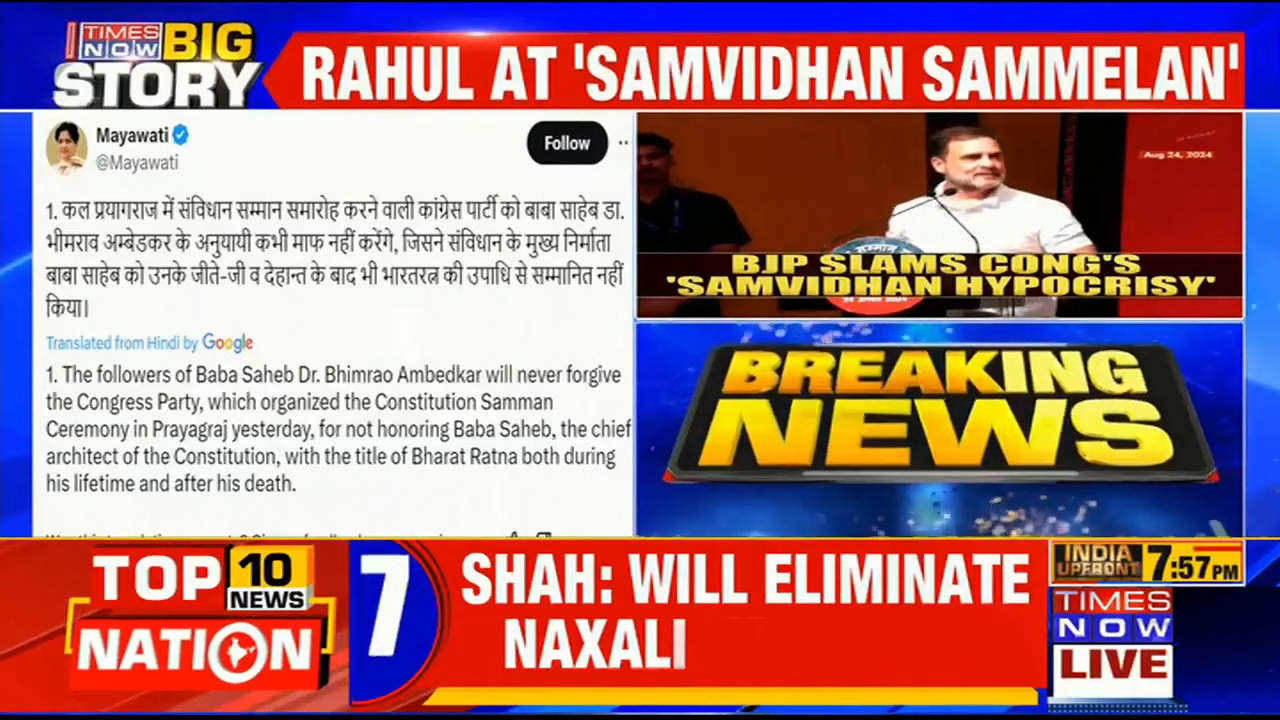 TIMES NOW BIG STORY
RAHUL AT 'SAMVIDHAN SAMMELAN'
Mayawati
@Mayawati
Follow
1. कल प्रयागराज में संविधान सम्मान समारोह करने वाली कांग्रेस पार्टी को बाबा साहेब डा.
भीमराव अम्बेडकर के अनुयायी कभी माफ नहीं करेंगे, जिसने संविधान के मुख्य निर्माता
बाबा साहेब को उनके जीते-जी व देहान्त के बाद भी भारतरत्न की उपाधि से सम्मानित नहीं
किया।
Translated from Hindi by Google
1. The followers of Baba Saheb Dr. Bhimrao Ambedkar will never forgive
the Congress Party, which organized the Constitution Samman
Ceremony in Prayagraj yesterday, for not honoring Baba Saheb, the chief
architect of the Constitution, with the title of Bharat Ratna both during
his lifetime and after his death.
Aug 24, 2024
BJP SLAMS CONG'S
'SAMVIDHAN HYPOCRISY'
BREAKING
NEWS
TOP 10 NEWS
NATION
7
SHAH: WILL ELIMINATE
NAXALI
INDIA UPFRONT 7:57 PM
TIMES
NOW
LIVE